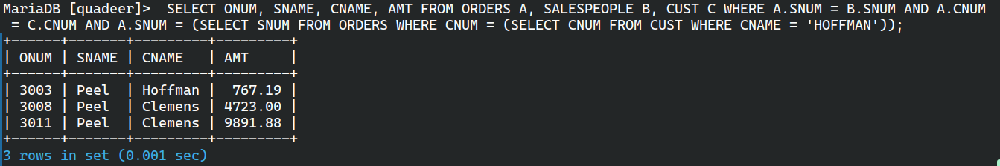 MariaDB [quadeer]>  SELECT ONUM, SNAME, CNAME, AMT FROM ORDERS A, SALESPEOPLE B, CUST C WHERE A.SNUM = B.SNUM AND A.CNUM
 = C.CNUM AND A.SNUM = (SELECT SNUM FROM ORDERS WHERE CNUM = (SELECT CNUM FROM CUST WHERE CNAME = 'HOFFMAN'));
+------+-------+---------+---------+
| ONUM | SNAME | CNAME   | AMT     |
+------+-------+---------+---------+
| 3003 | Peel  | Hoffman |  767.19 |
| 3008 | Peel  | Clemens | 4723.00 |
| 3011 | Peel  | Clemens | 9891.88 |
+------+-------+---------+---------+
3 rows in set (0.001 sec)